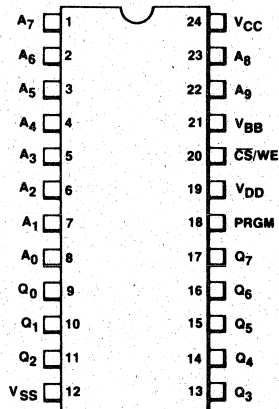 A7 1 24 VCC
A6 2 23 A8
A5 3 22 A9
A4 4 21 VBB
A3 5 20 C̅S̅/WE
A2 6 19 VDD
A1 7 18 PRGM
A0 8 17 Q7
Q0 9 16 Q6
Q1 10 15 Q5
Q2 11 14 Q4
VSS 12 13 Q3